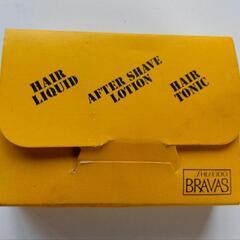 HAIR
LIQUID
AFTER SHAVE
LOTION
HAIR
TONIC
SHISEIDO
BRAVAS